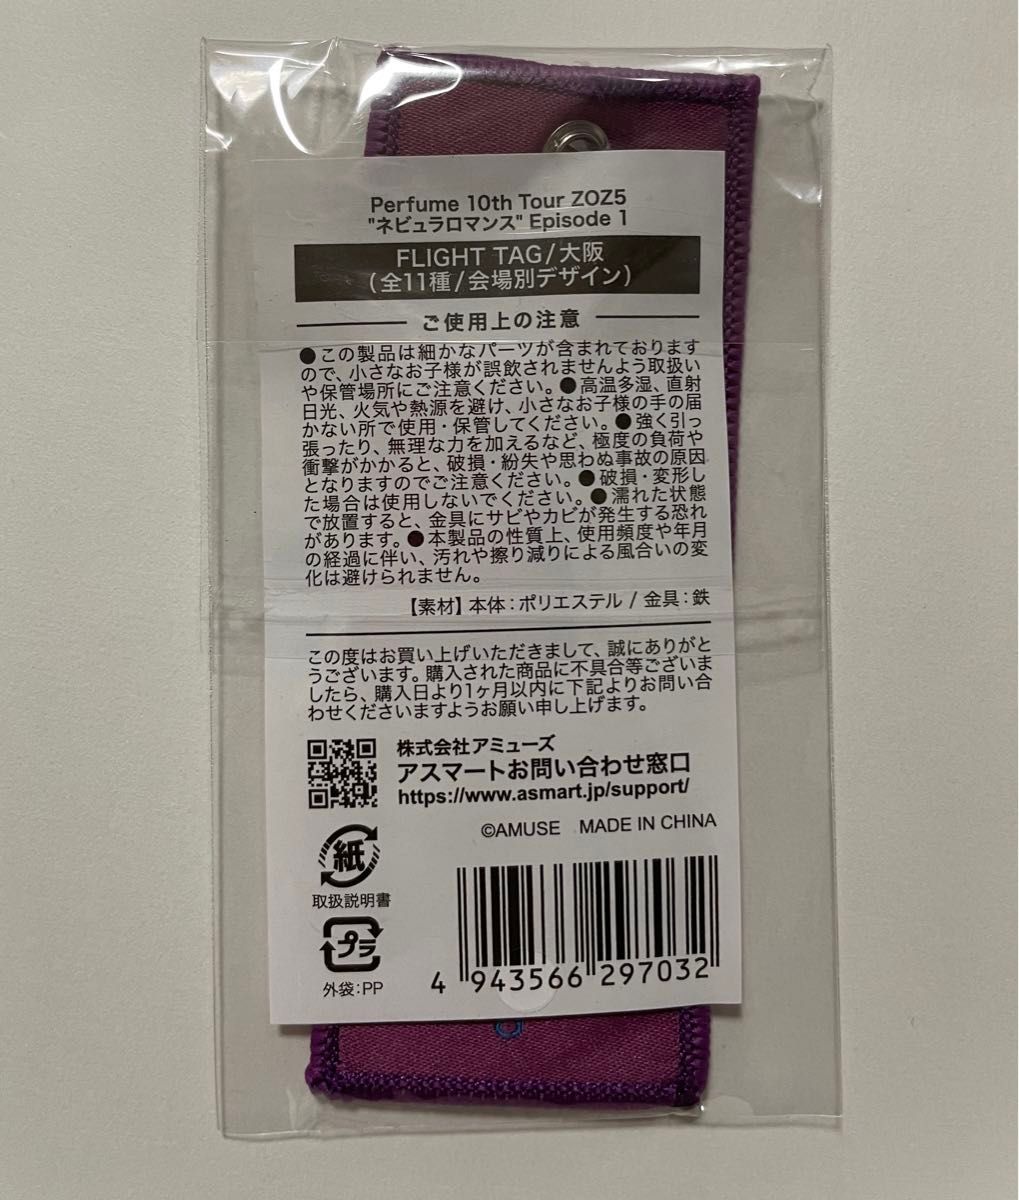 Perfume 10th Tour ZOZ5
"ネビュラロマンス" Episode 1
FLIGHT TAG/大阪
(全11種/会場別デザイン)
ご使用上の注意
●この製品は細かなパーツが含まれております
ので、小さなお子様が誤飲されませんよう取扱い
や保管場所にご注意ください。●高温多湿、直射
日光、火気や熱源を避け、小さなお子様の手の届
かない所で使用・保管してください。●強く引っ
張ったり、無理な力を加えるなど、極度の負荷や
衝撃がかかると、破損・紛失や思わぬ事故の原因
となりますのでご注意ください。●破損・変形し
た場合は使用しないでください。●濡れた状態
で放置すると、金具にサビやカビが発生する恐れ
があります。●本製品の性質上、使用頻度や年月
の経過に伴い、汚れや擦り減りによる風合いの変
化は避けられません。
【素材】本体:ポリエステル / 金具:鉄
この度はお買い上げいただきまして、誠にありがと
うございます。購入された商品に不具合等ございま
したら、購入日より1ヶ月以内に下記よりお問い合
わせくださいますようお願い申し上げます。
株式会社アミューズ
アスマートお問い合わせ窓口
https://www.asmart.jp/support/
©AMUSE MADE IN CHINA
紙
取扱説明書
プラ
外袋:PP
4 943566 297032